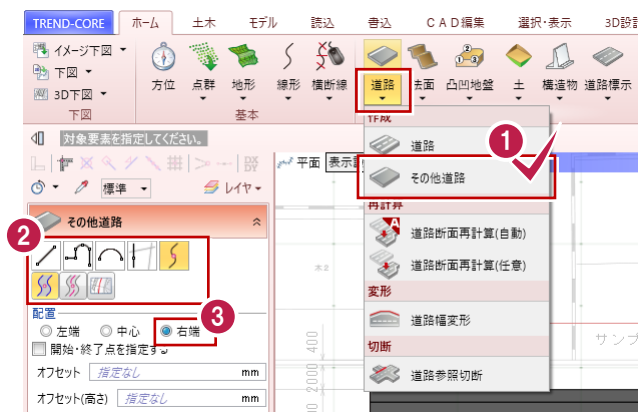 TREND-CORE ホーム 土木 モデル 読込 書込 CAD編集 選択・表示 3D設
イメージ下図
下図
3D下図
下図
方位 点群 地形
基本
線形 横断線 道路 法面 凸凹地盤 土 構造物 道路標示
対象要素を指定してください。
標準 レイヤ
平面 表示
作成
道路
その他道路
再計算
道路断面再計算(自動)
道路断面再計算(任意)
変形
道路幅変形
切断
道路参照切断
1
その他道路
2
配置
3
左端 中心 右端
開始・終了点を指定する
オフセット 指定なし mm
オフセット(高さ) 指定なし mm
木2
400
2000
サンプ